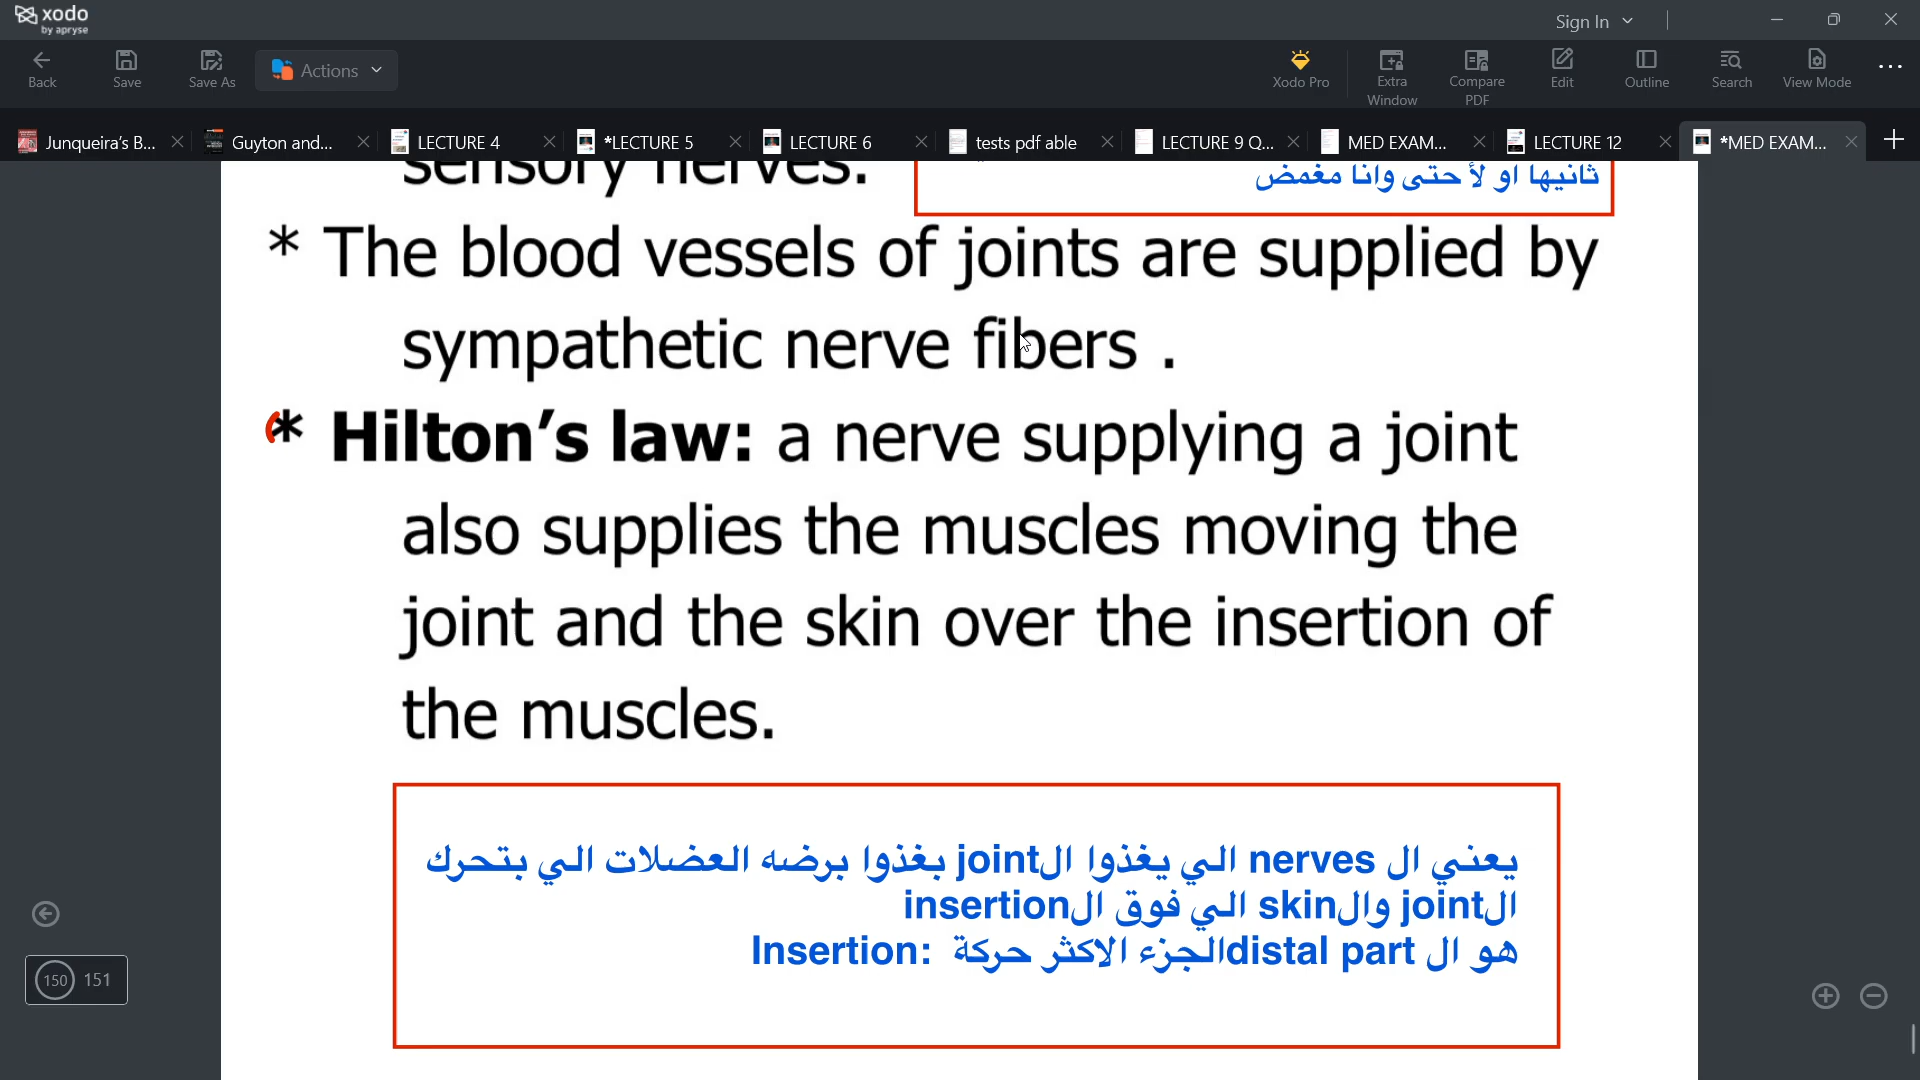 xodo
by apryse
Sign In
Back
Save
Save As
Actions
Xodo Pro
Extra Window
Compare PDF
Edit
Outline
Search
View Mode
Junqueira's B...
Guyton and...
LECTURE 4
*LECTURE 5
LECTURE 6
tests pdf able
LECTURE 9 Q...
MED EXAM...
LECTURE 12
*MED EXAM...
sensory nerves.
ثانيها او لأ حتى وانا مغمض
* The blood vessels of joints are supplied by
sympathetic nerve fibers .
* Hilton's law: a nerve supplying a joint
also supplies the muscles moving the
joint and the skin over the insertion of
the muscles.
يعني ال nerves الي يغذوا الjoint بغذوا برضه العضلات الي بتحرك
الjoint والskin الي فوق الinsertion
هو ال distal partالجزء الاكثر حركة :Insertion
150 151